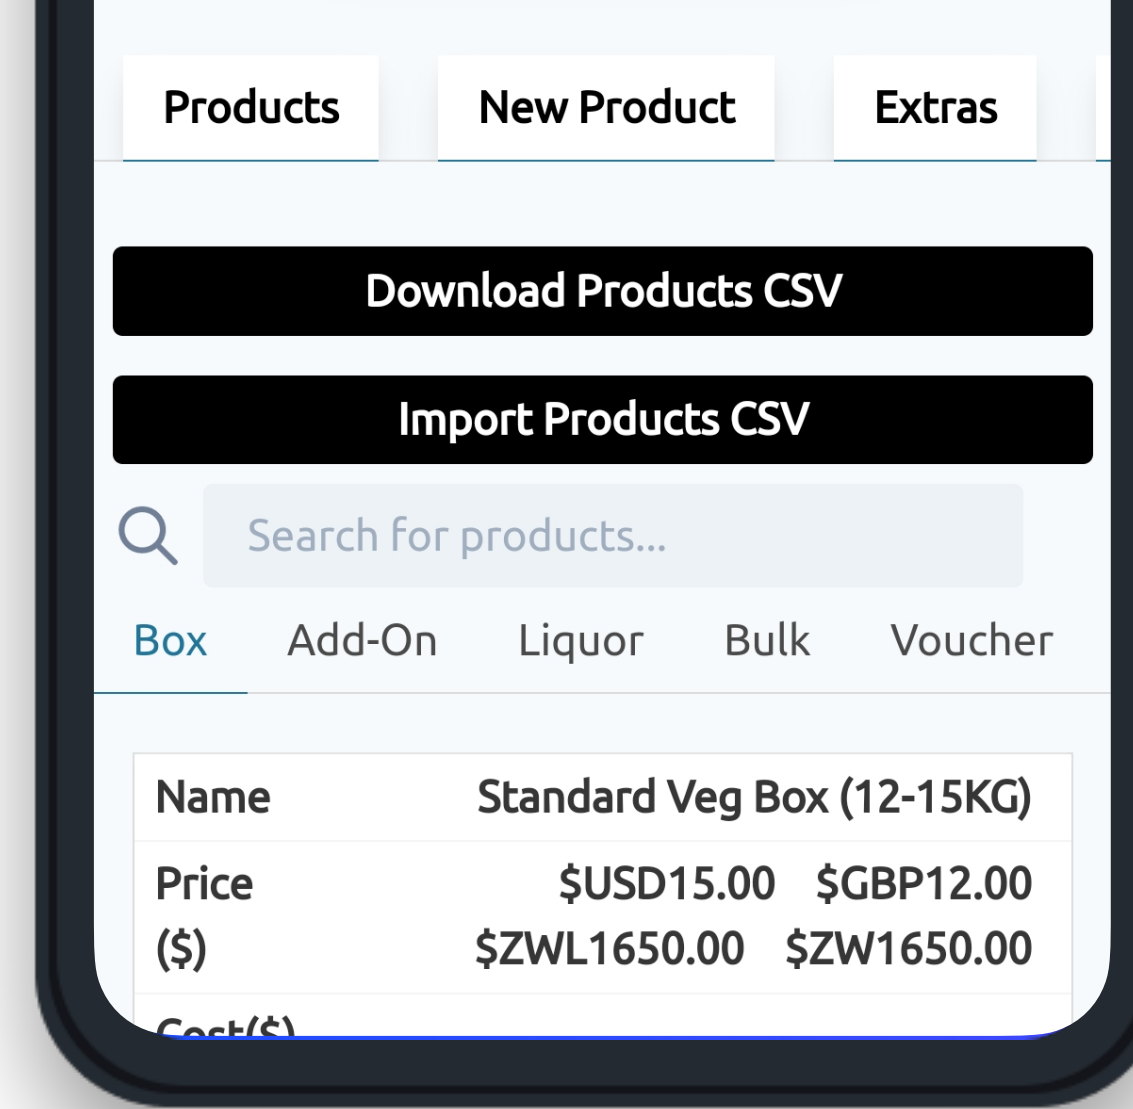 Products New Product Extras
Download Products CSV
Import Products CSV
Search for products...
Box Add-On Liquor Bulk Voucher
Name Standard Veg Box (12-15KG)
Price $USD15.00 $GBP12.00
($) $ZWL1650.00 $ZW1650.00
Cost($)